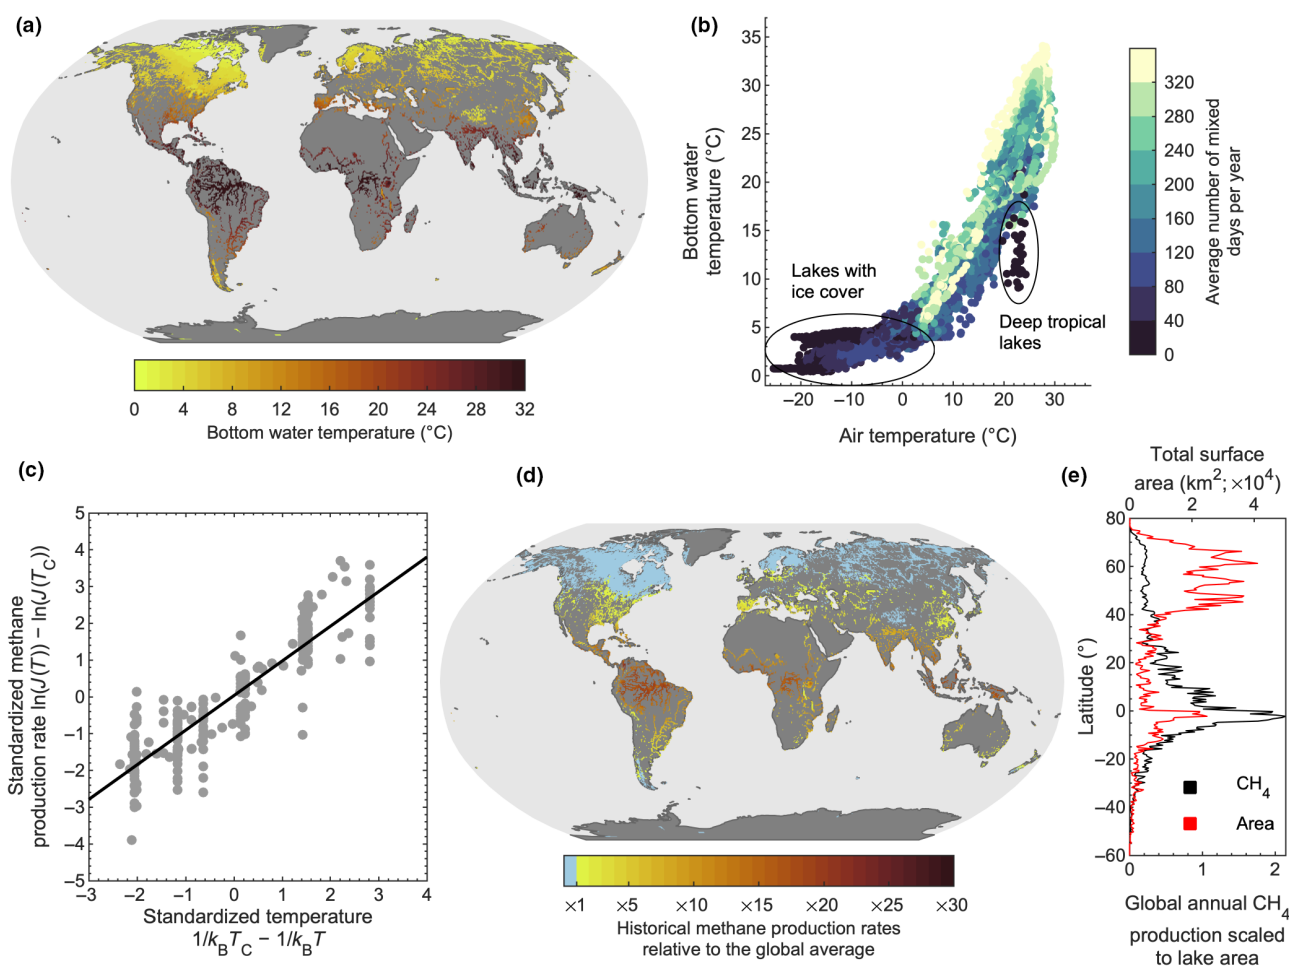 (a)
0 4 8 12 16 20 24 28 32
Bottom water temperature (°C)
(b)
Bottom water
temperature (°C)
35
30
25
20
15
10
5
0
Lakes with
ice cover
Deep tropical
lakes
–20 –10 0 10 20 30
Air temperature (°C)
320
280
240
200
160
120
80
40
0
Average number of mixed
days per year
(c)
Standardized methane
production rate ln(J(T)) − ln(J(T_C))
5
4
3
2
1
0
−1
−2
−3
−4
−5
−3 −2 −1 0 1 2 3 4
Standardized temperature
1/k_BT_C − 1/k_BT
(d)
×1 ×5 ×10 ×15 ×20 ×25 ×30
Historical methane production rates
relative to the global average
(e)
Total surface
area (km²; ×10⁴)
0 2 4
Latitude (°)
80
60
40
20
0
−20
−40
−60
CH₄
Area
0 1 2
Global annual CH₄
production scaled
to lake area